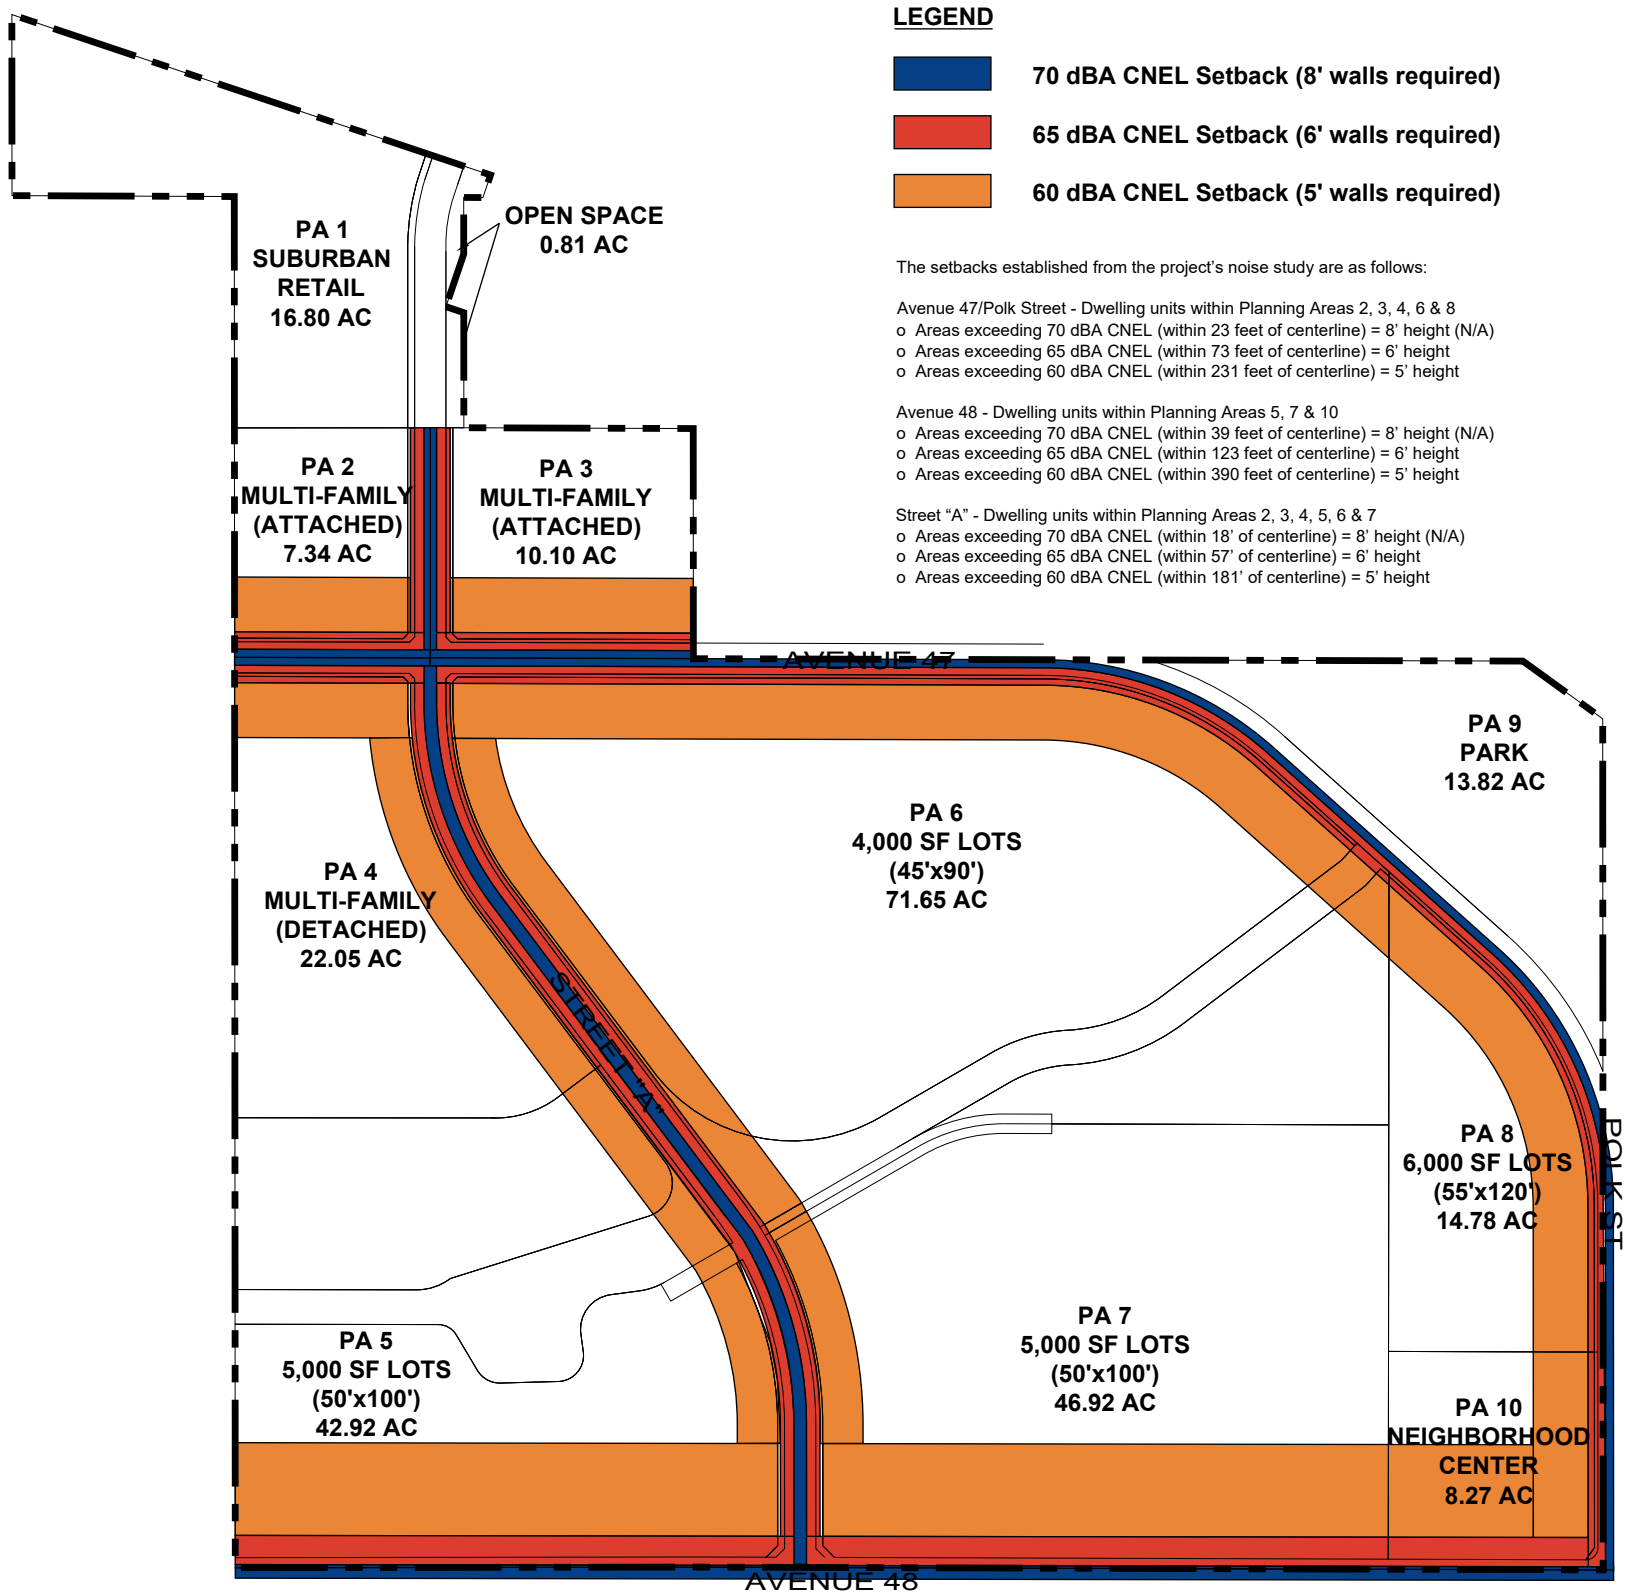 LEGEND
70 dBA CNEL Setback (8' walls required)
65 dBA CNEL Setback (6' walls required)
60 dBA CNEL Setback (5' walls required)
The setbacks established from the project’s noise study are as follows:
Avenue 47/Polk Street - Dwelling units within Planning Areas 2, 3, 4, 6 & 8
o Areas exceeding 70 dBA CNEL (within 23 feet of centerline) = 8’ height (N/A)
o Areas exceeding 65 dBA CNEL (within 73 feet of centerline) = 6’ height
o Areas exceeding 60 dBA CNEL (within 231 feet of centerline) = 5’ height
Avenue 48 - Dwelling units within Planning Areas 5, 7 & 10
o Areas exceeding 70 dBA CNEL (within 39 feet of centerline) = 8’ height (N/A)
o Areas exceeding 65 dBA CNEL (within 123 feet of centerline) = 6’ height
o Areas exceeding 60 dBA CNEL (within 390 feet of centerline) = 5’ height
Street “A” - Dwelling units within Planning Areas 2, 3, 4, 5, 6 & 7
o Areas exceeding 70 dBA CNEL (within 18’ of centerline) = 8’ height (N/A)
o Areas exceeding 65 dBA CNEL (within 57’ of centerline) = 6’ height
o Areas exceeding 60 dBA CNEL (within 181’ of centerline) = 5’ height
OPEN SPACE
0.81 AC
PA 1
SUBURBAN
RETAIL
16.80 AC
PA 2
MULTI-FAMILY
(ATTACHED)
7.34 AC
PA 3
MULTI-FAMILY
(ATTACHED)
10.10 AC
AVENUE 47
PA 9
PARK
13.82 AC
PA 6
4,000 SF LOTS
(45'x90')
71.65 AC
PA 4
MULTI-FAMILY
(DETACHED)
22.05 AC
STREET "A"
PA 8
6,000 SF LOTS
(55'x120')
14.78 AC
POLK ST
PA 5
5,000 SF LOTS
(50'x100')
42.92 AC
PA 7
5,000 SF LOTS
(50'x100')
46.92 AC
PA 10
NEIGHBORHOOD
CENTER
8.27 AC
AVENUE 48